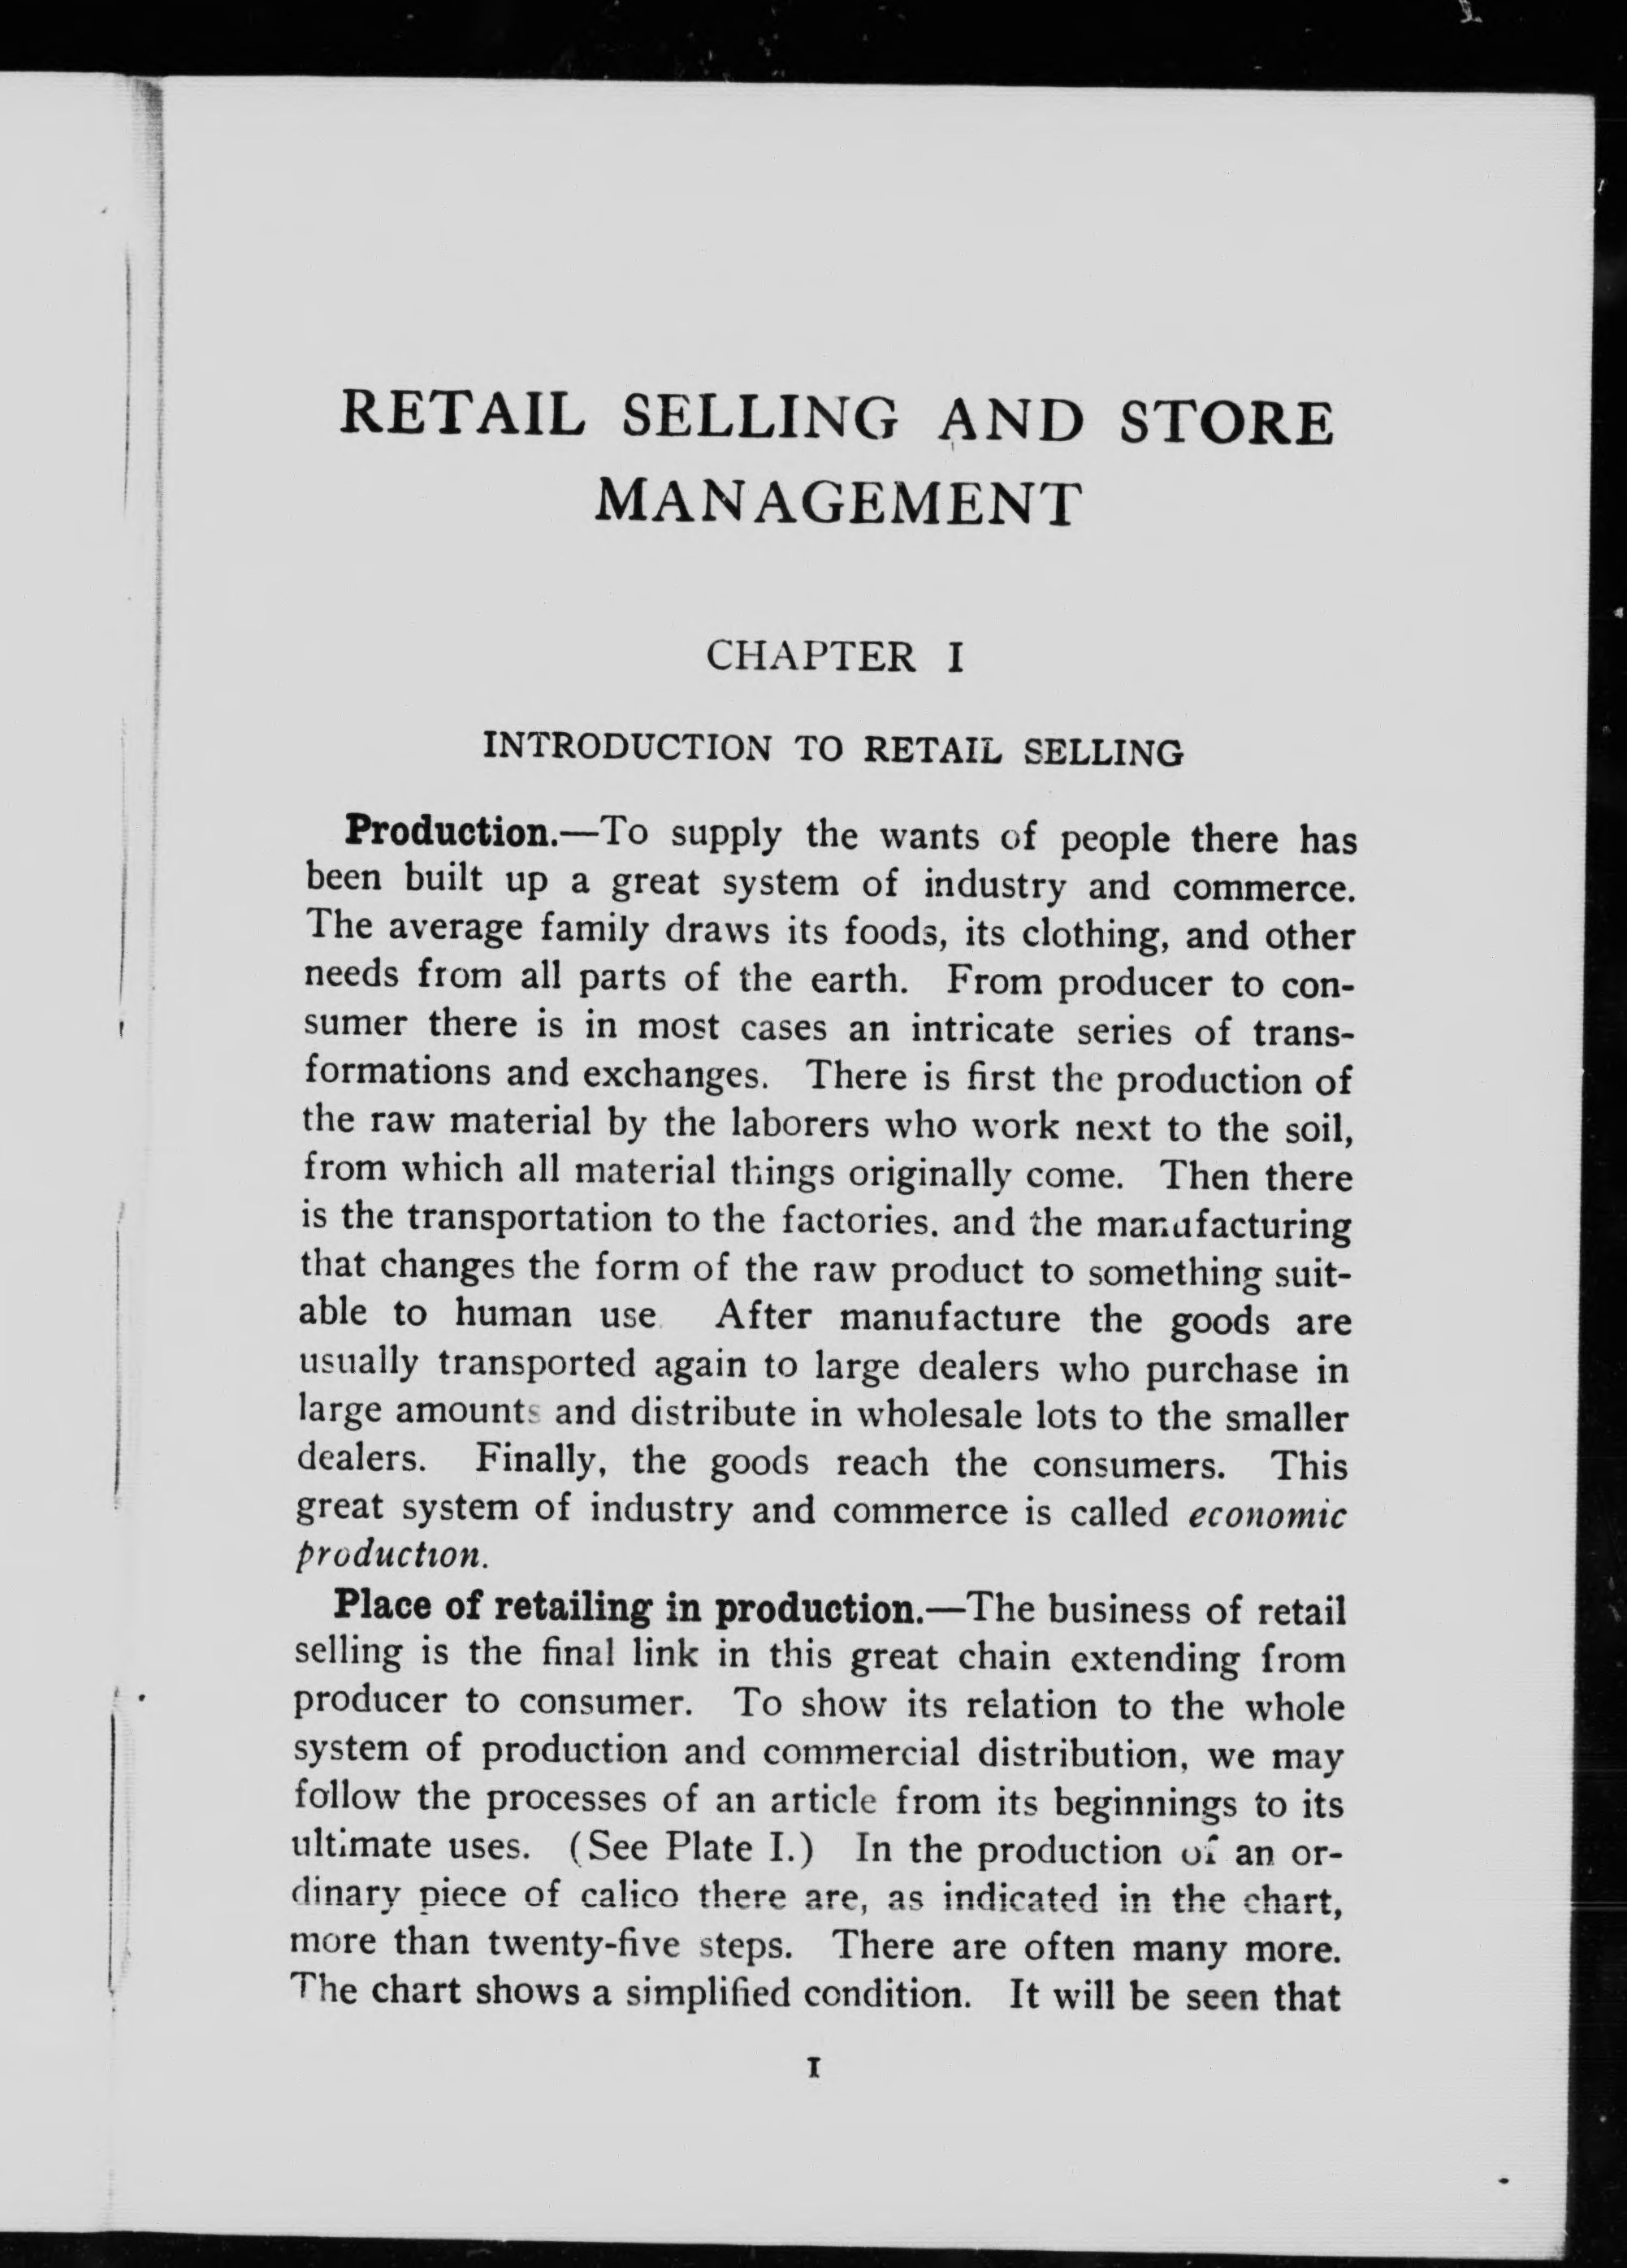 RETAIL SELLING AND STORE
MANAGEMENT
CHAPTER I
INTRODUCTION TO RETAIL SELLING
Production.—To supply the wants of people there has
been built up a great system of industry and commerce.
The average family draws its foods, its clothing, and other
needs from all parts of the earth. From producer to con-
sumer there is in most cases an intricate series of trans-
formations and exchanges. There is first the production of
the raw material by the laborers who work next to the soil,
from which all material things originally come. Then there
is the transportation to the factories, and the manufacturing
that changes the form of the raw product to something suit-
able to human use. After manufacture the goods are
usually transported again to large dealers who purchase in
large amounts and distribute in wholesale lots to the smaller
dealers. Finally, the goods reach the consumers. This
great system of industry and commerce is called economic
production.
Place of retailing in production.—The business of retail
selling is the final link in this great chain extending from
producer to consumer. To show its relation to the whole
system of production and commercial distribution, we may
follow the processes of an article from its beginnings to its
ultimate uses. (See Plate I.) In the production of an or-
dinary piece of calico there are, as indicated in the chart,
more than twenty-five steps. There are often many more.
The chart shows a simplified condition. It will be seen that
1